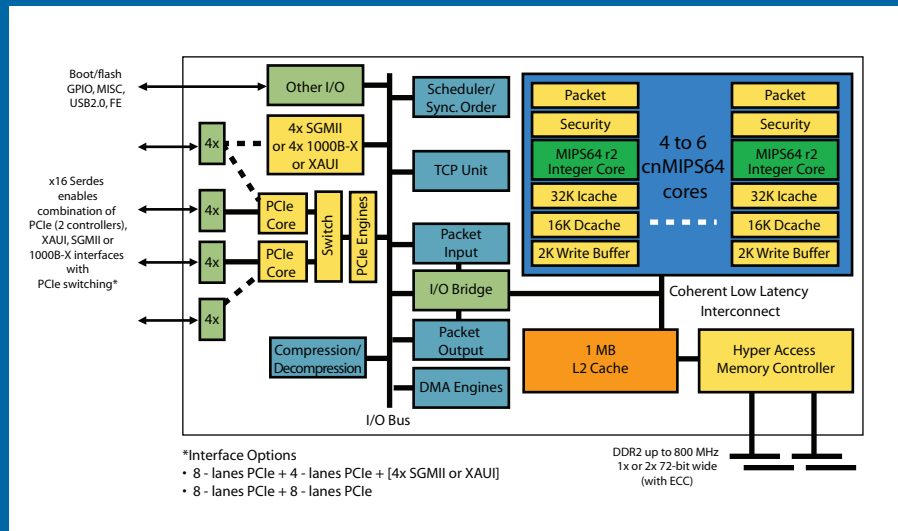 Boot/flash
GPIO, MISC,
USB2.0, FE
Other I/O
4x
4x SGMII
or 4x 1000B-X
or XAUI
x16 Serdes
enables
combination of
PCIe (2 controllers),
XAUI, SGMII or
1000B-X interfaces
with
PCIe switching*
4x
PCIe
Core
4x
PCIe
Core
Switch
PCIe Engines
4x
Compression/
Decompression
I/O Bus
Scheduler/
Sync. Order
TCP Unit
Packet
Input
I/O Bridge
Packet
Output
DMA Engines
Packet
Security
MIPS64 r2
Integer Core
32K Icache
16K Dcache
2K Write Buffer
4 to 6
cnMIPS64
cores
Packet
Security
MIPS64 r2
Integer Core
32K Icache
16K Dcache
2K Write Buffer
Coherent Low Latency
Interconnect
1 MB
L2 Cache
Hyper Access
Memory Controller
DDR2 up to 800 MHz
1x or 2x 72-bit wide
(with ECC)
*Interface Options
• 8 - lanes PCIe + 4 - lanes PCIe + [4x SGMII or XAUI]
• 8 - lanes PCIe + 8 - lanes PCIe